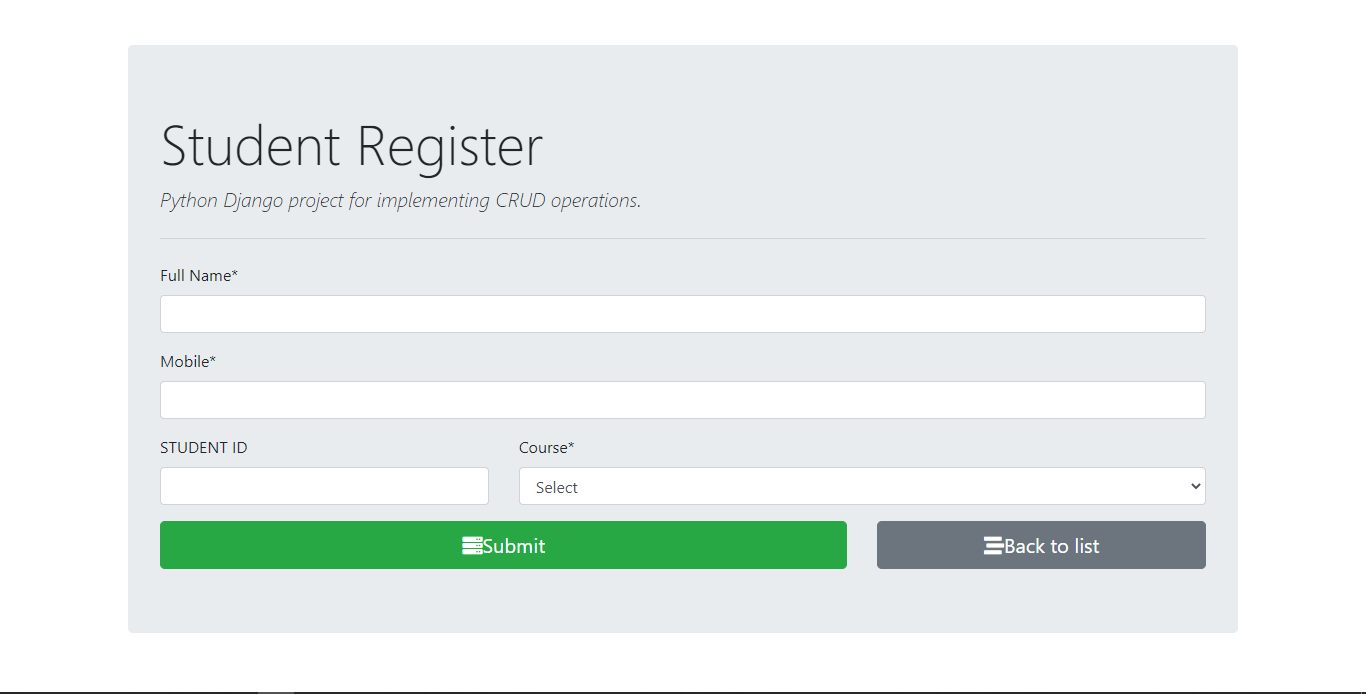 Student Register
Python Django project for implementing CRUD operations.
Full Name*
Mobile*
STUDENT ID
Course*
Select
Submit
Back to list